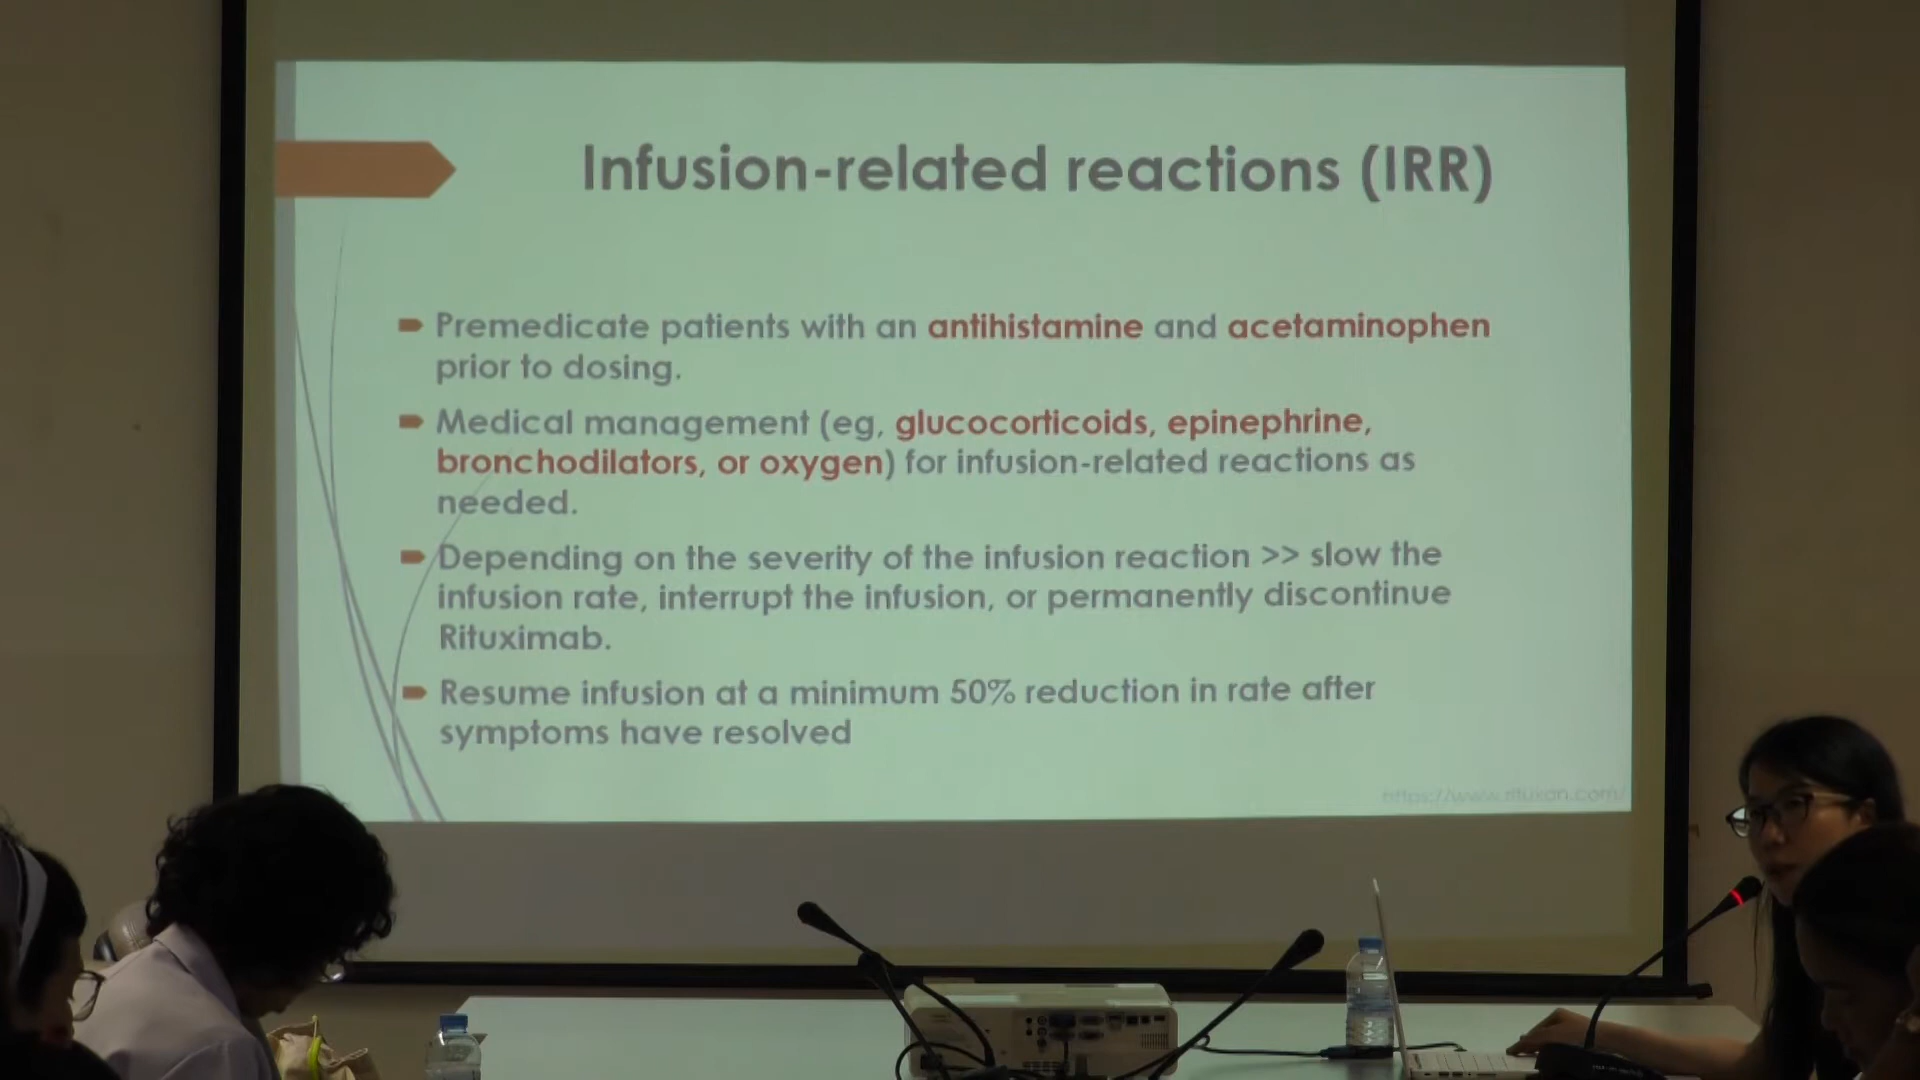 Infusion-related reactions (IRR)
Premedicate patients with an antihistamine and acetaminophen
prior to dosing.
Medical management (eg, glucocorticoids, epinephrine,
bronchodilators, or oxygen) for infusion-related reactions as
needed.
Depending on the severity of the infusion reaction >> slow the
infusion rate, interrupt the infusion, or permanently discontinue
Rituximab.
Resume infusion at a minimum 50% reduction in rate after
symptoms have resolved
https://www.rituxan.com/